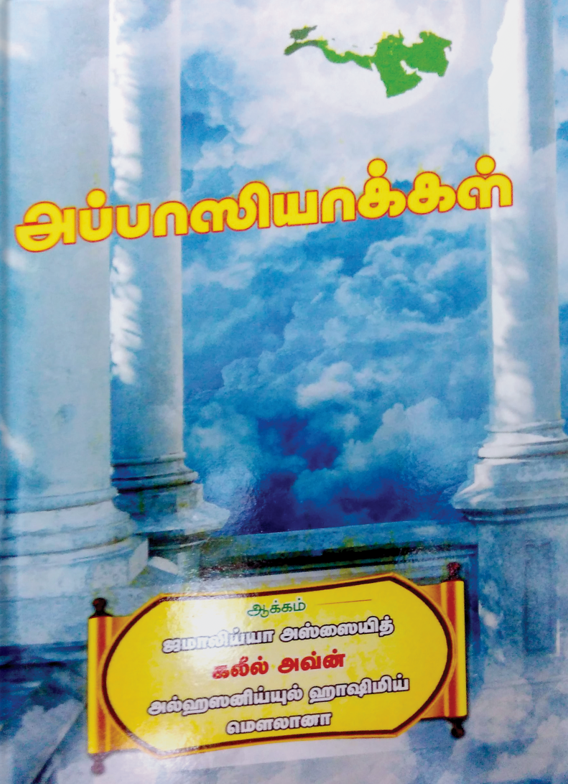 அப்பாஸியாக்கள்
ஆக்கம்
ஜமாலிய்யா அஸ்ஸையித்
கலீல் அவ்ன்
அல்ஹஸனிய்யுல் ஹாஷிமிய்
மௌலானா